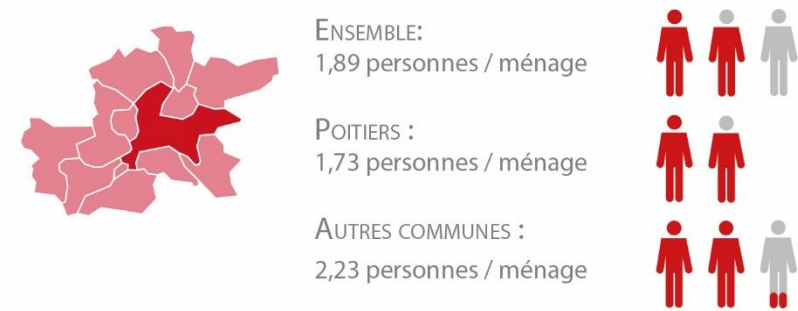 ENSEMBLE:
1,89 personnes / ménage
POITIERS :
1,73 personnes / ménage
AUTRES COMMUNES :
2,23 personnes / ménage